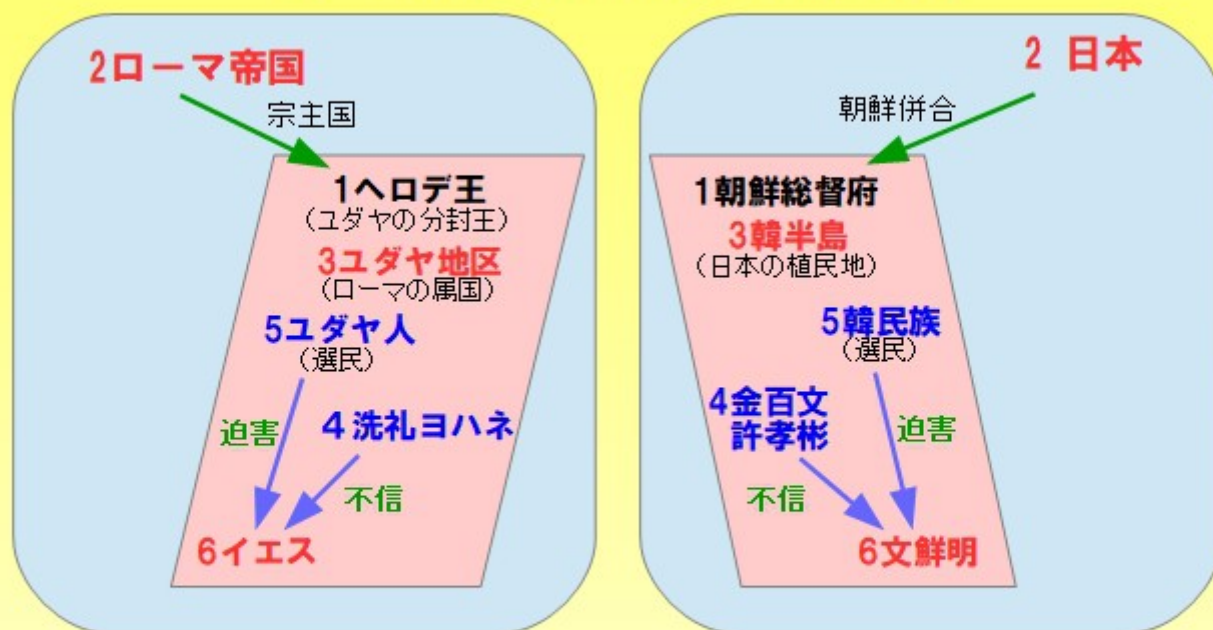 2ローマ帝国
宗主国
1ヘロデ王
(ユダヤの分封王)
3ユダヤ地区
(ローマの属国)
5ユダヤ人
(選民)
迫害
4洗礼ヨハネ
不信
6イエス
2 日本
朝鮮併合
1朝鮮総督府
3韓半島
(日本の植民地)
5韓民族
(選民)
4金百文
許孝彬
迫害
不信
6文鮮明